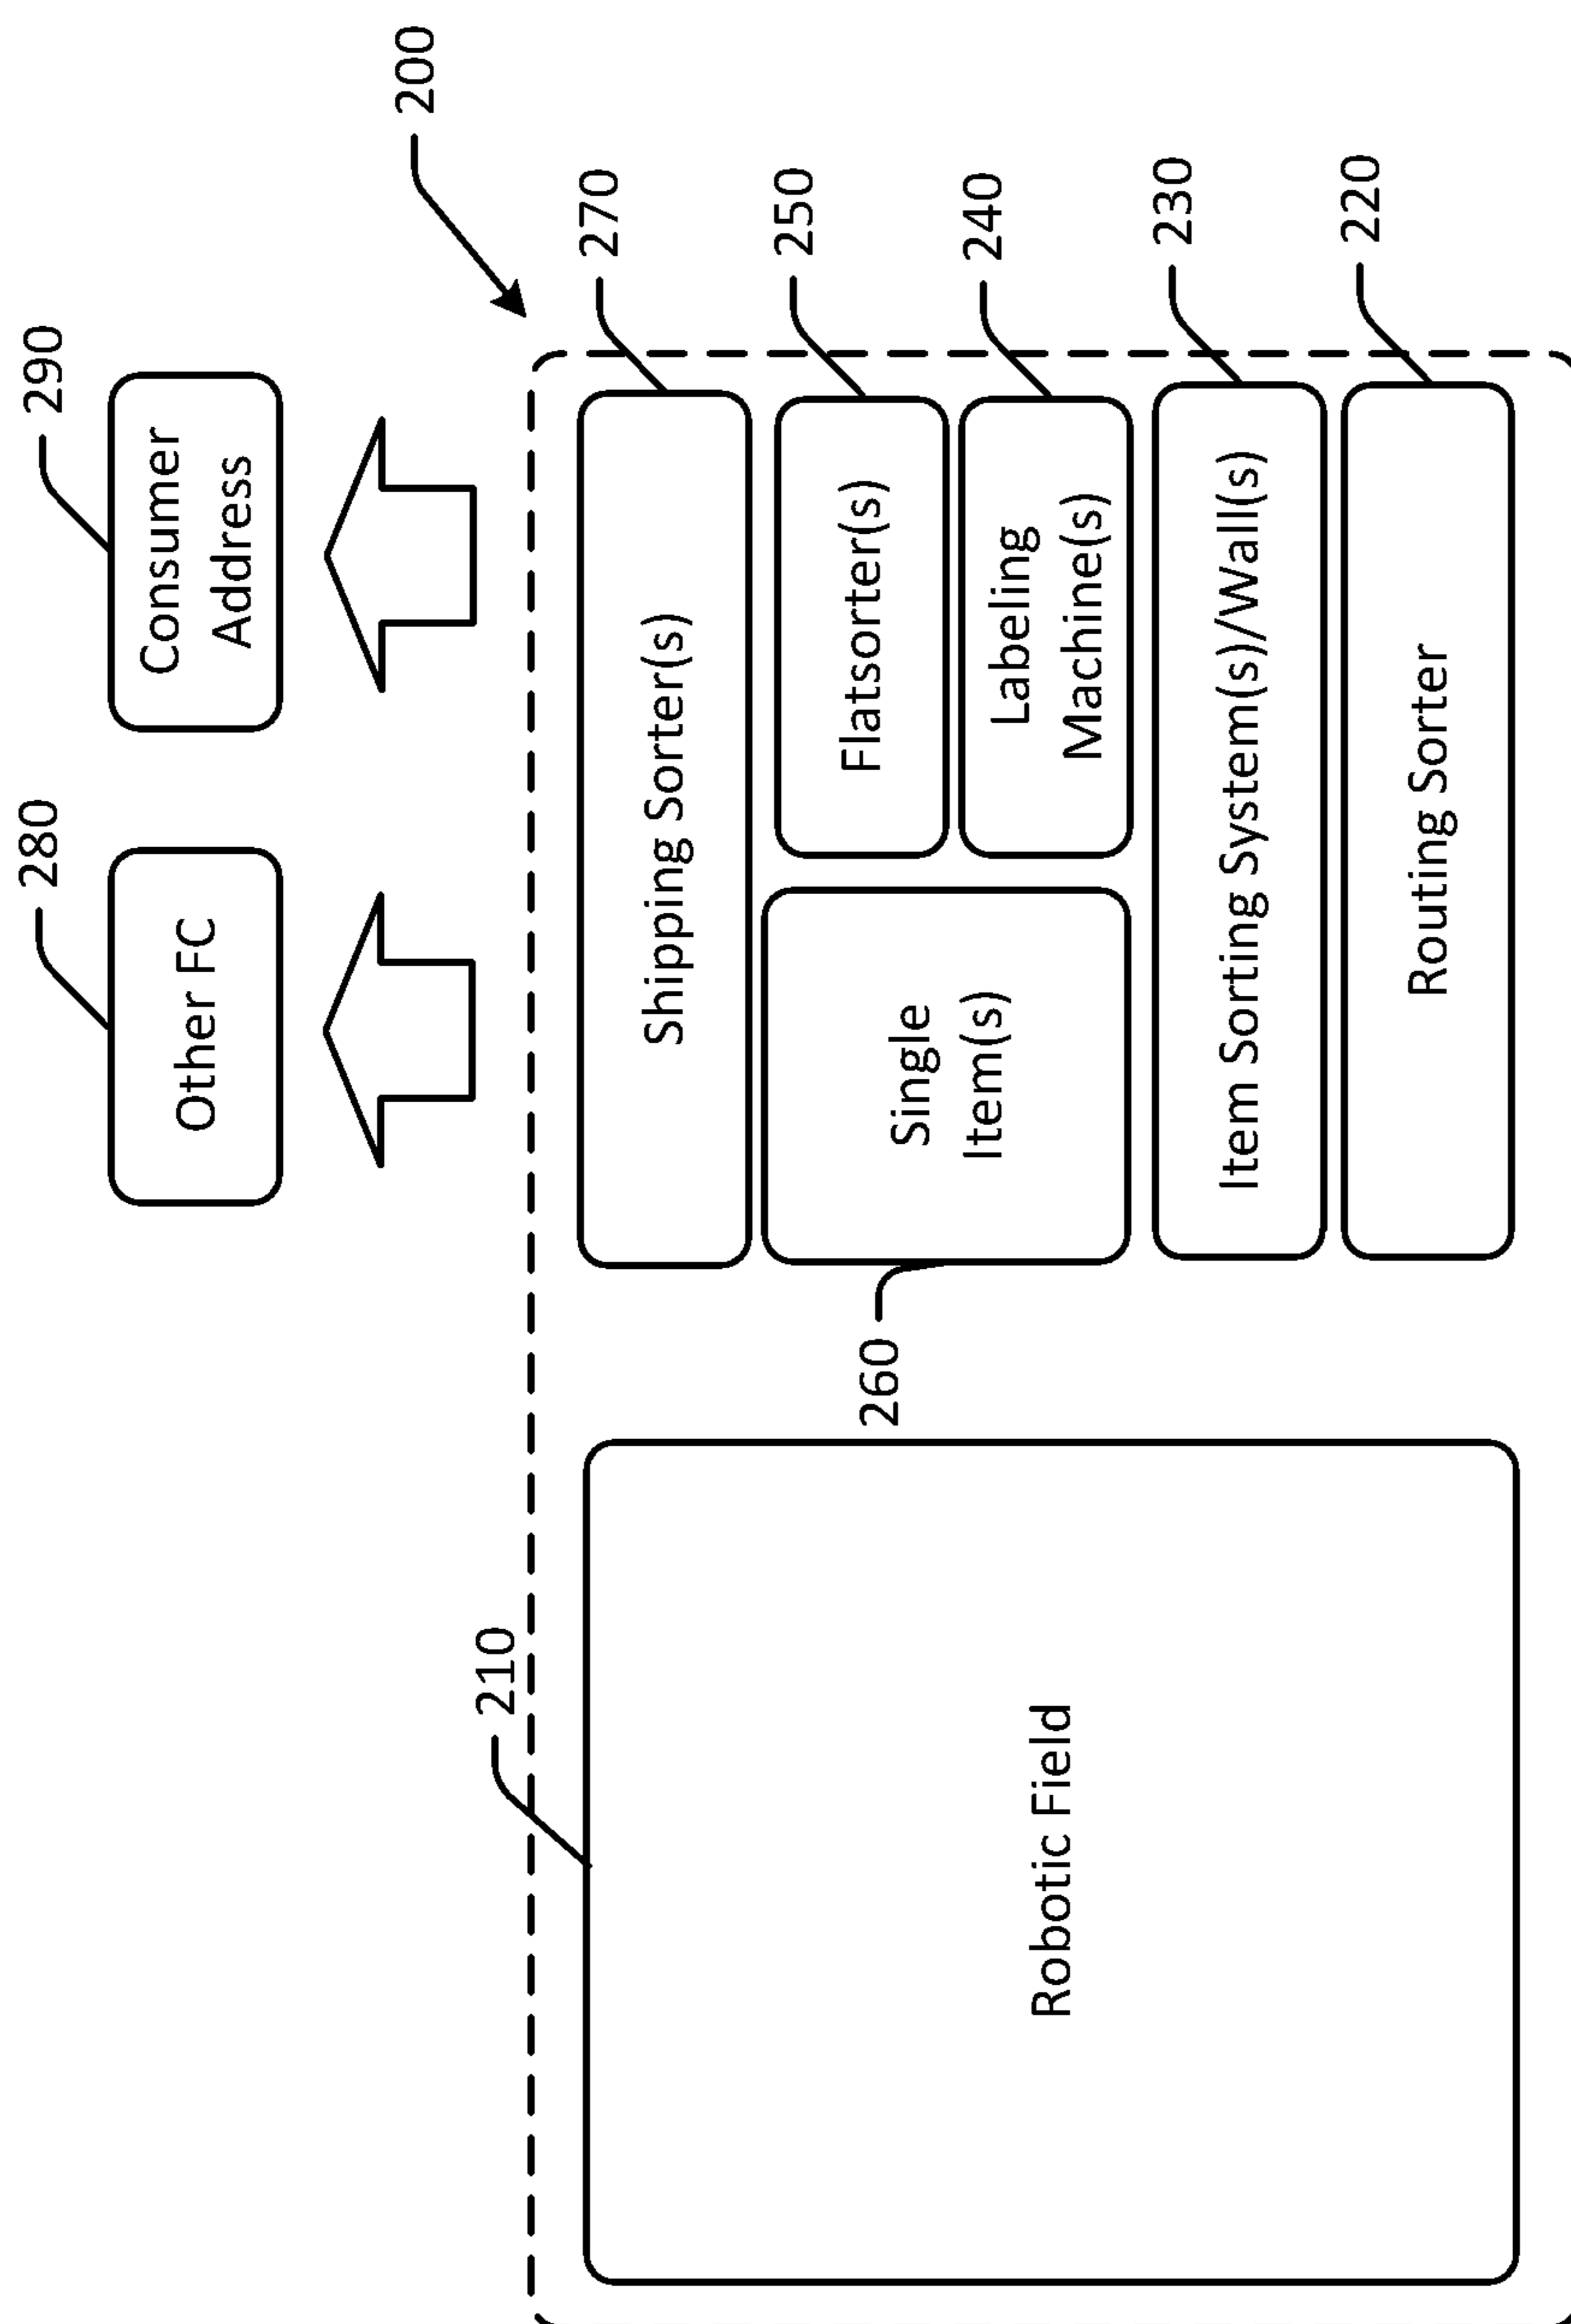 280
290
Other FC
Consumer
Address
200
210
270
Shipping Sorter(s)
250
Flatsorter(s)
260
Single
Item(s)
240
Labeling
Machine(s)
Robotic Field
230
Item Sorting System(s)/Wall(s)
220
Routing Sorter